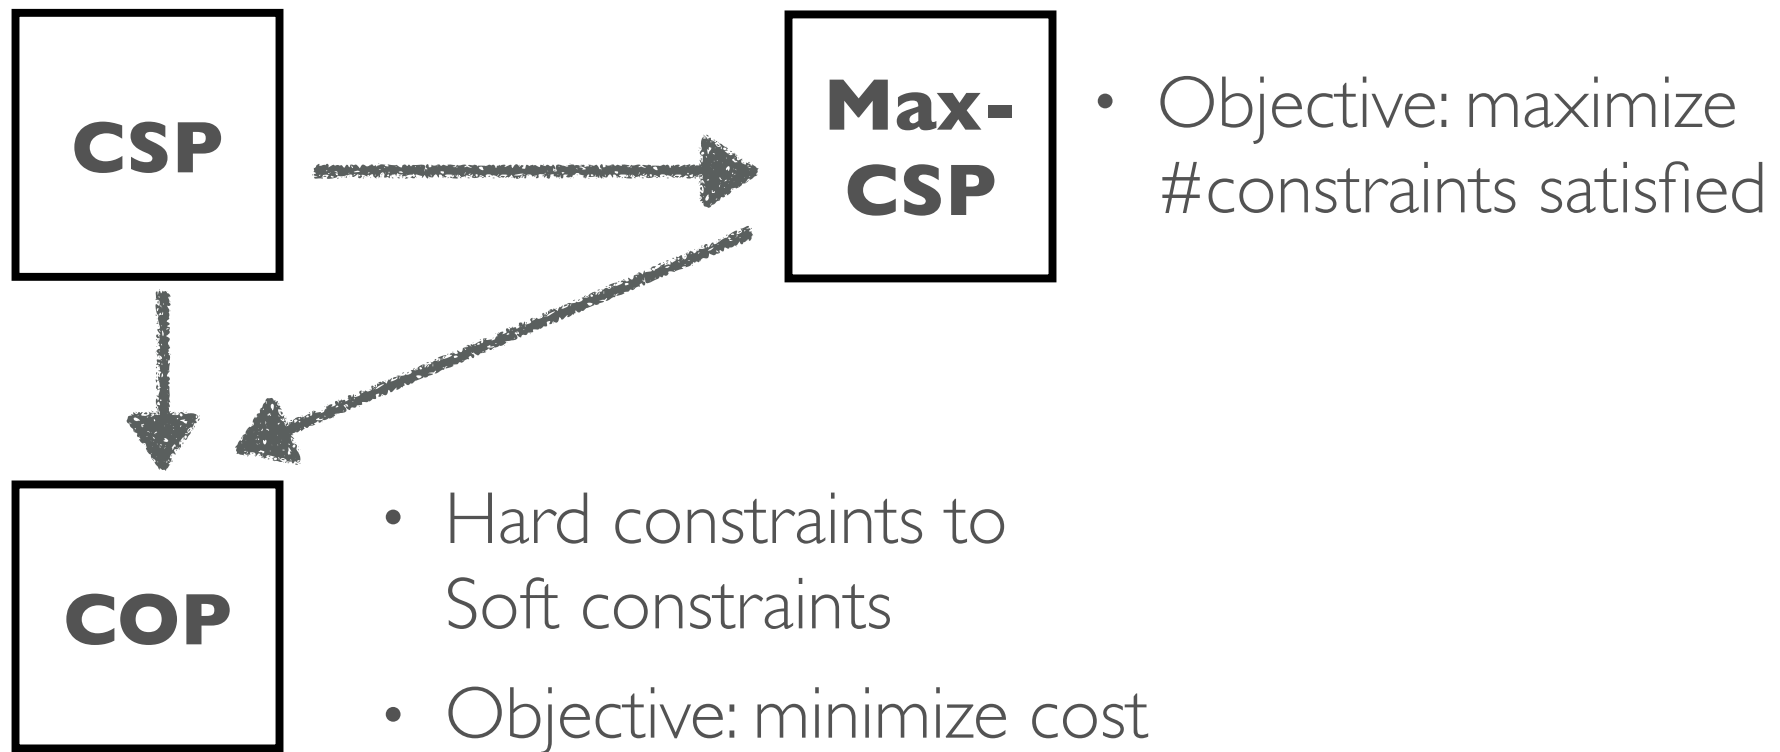 CSP
Max-
CSP
• Objective: maximize
#constraints satisfied
COP
• Hard constraints to
Soft constraints
• Objective: minimize cost